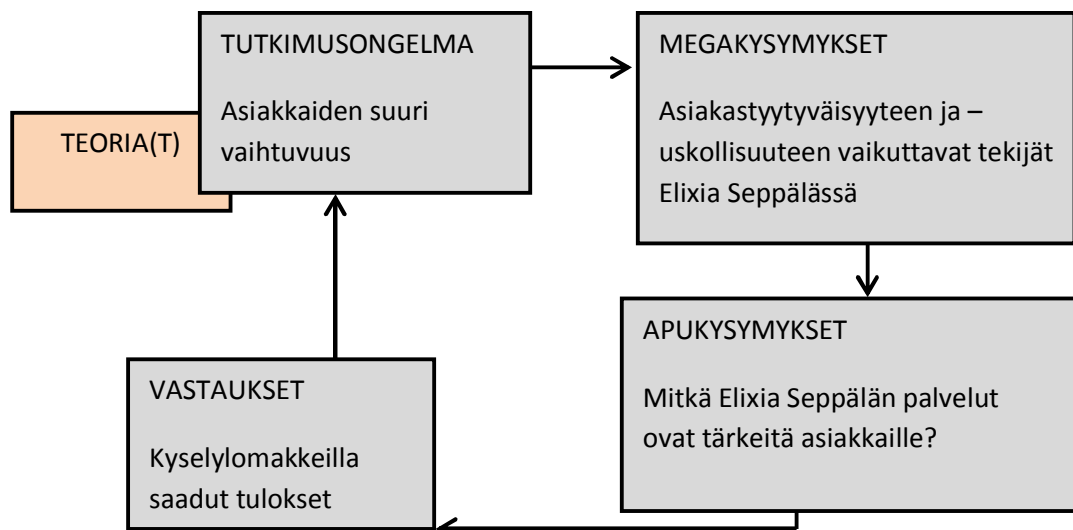 TEORIA(T)
TUTKIMUSONGELMA
Asiakkaiden suuri
vaihtuvuus
MEGAKYSYMYKSET
Asiakastyytyväisyyteen ja –
uskollisuuteen vaikuttavat tekijät
Elixia Seppälässä
APUKYSYMYKSET
Mitkä Elixia Seppälän palvelut
ovat tärkeitä asiakkaille?
VASTAUKSET
Kyselylomakkeilla
saadut tulokset